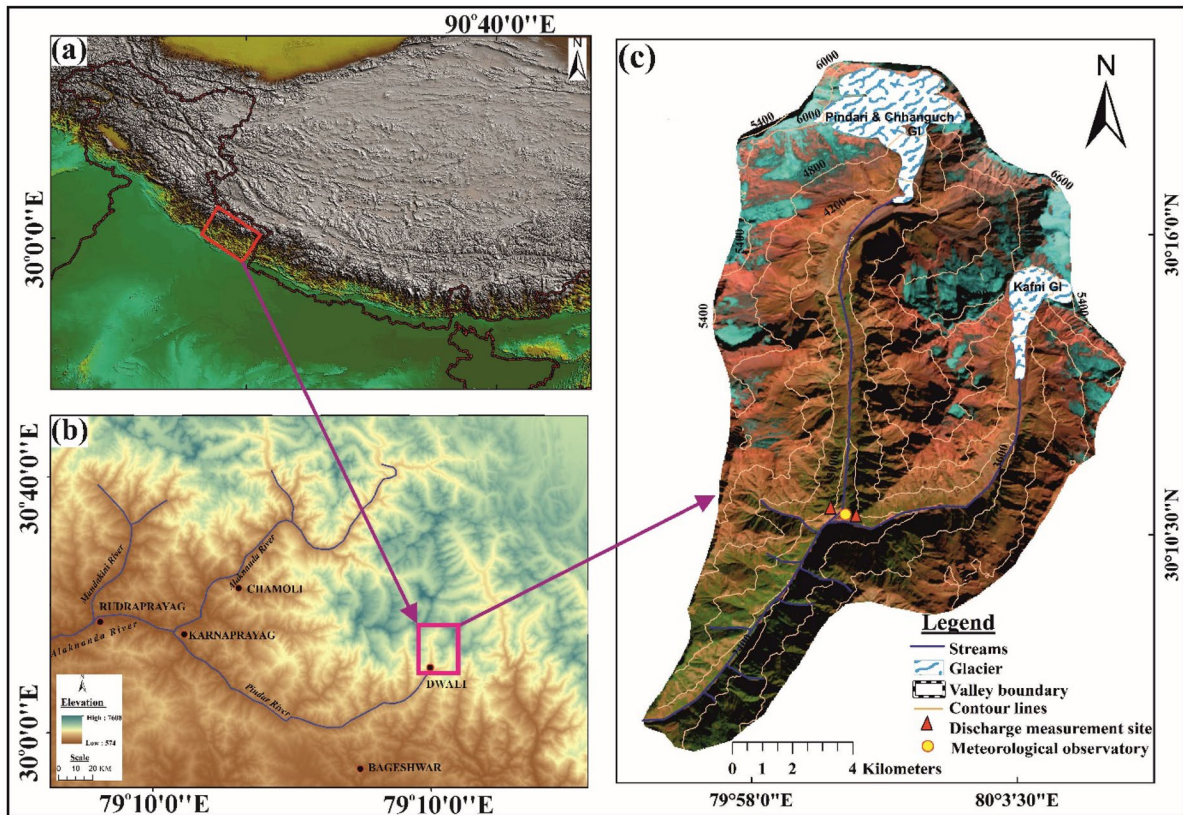 (a)
90°40'0"E
N
30°0'0"E
(b)
30°40'0"E
30°0'0"E
Mandakini River
Alaknanda River
CHAMOLI
RUDRAPRAYAG
Alaknanda River
KARNAPRAYAG
Pindar River
DWALI
BAGESHWAR
N
Elevation
High : 7608
Low : 574
Scale
0 10 20 KM
79°10'0"E
79°10'0"E
(c)
N
6000
5400
6000
Pindari & Chhanguch
Gl
4800
4200
6600
5400
5400
Kafni Gl
5400
3600
30°16'0"N
30°10'30"N
Legend
Streams
Glacier
Valley boundary
Contour lines
Discharge measurement site
Meteorological observatory
0 1 2 4 Kilometers
79°58'0"E
80°3'30"E